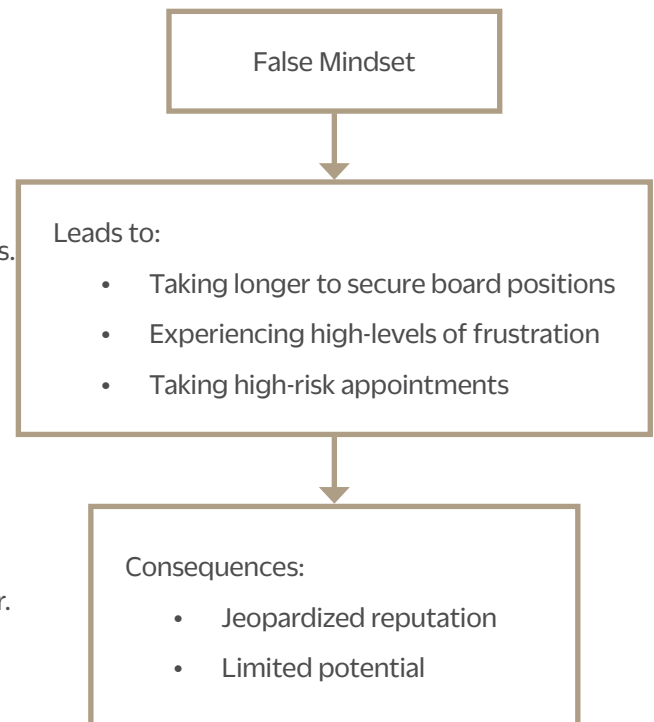 False Mindset
Leads to:
s.
• Taking longer to secure board positions
• Experiencing high-levels of frustration
• Taking high-risk appointments
Consequences:
r.
• Jeopardized reputation
• Limited potential